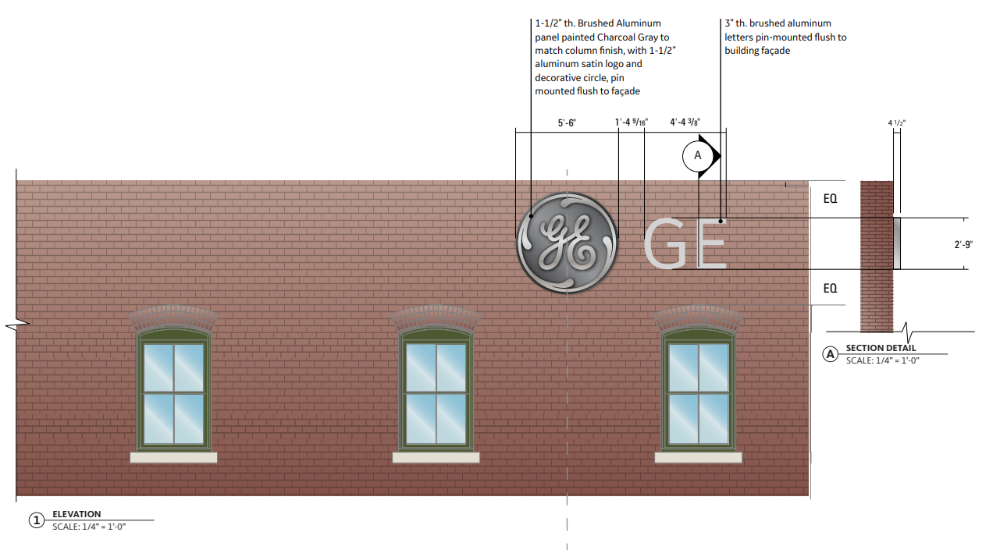 1-1/2” th. Brushed Aluminum
panel painted Charcoal Gray to
match column finish, with 1-1/2”
aluminum satin logo and
decorative circle, pin
mounted flush to façade
3” th. brushed aluminum
letters pin-mounted flush to
building façade
5'-6"
1'-4 9/16"
4'-4 3/8"
4 1/2"
A
EQ
GE
GE
2'-9"
EQ
A
SECTION DETAIL
SCALE: 1/4” = 1’-0”
1
ELEVATION
SCALE: 1/4” = 1’-0”